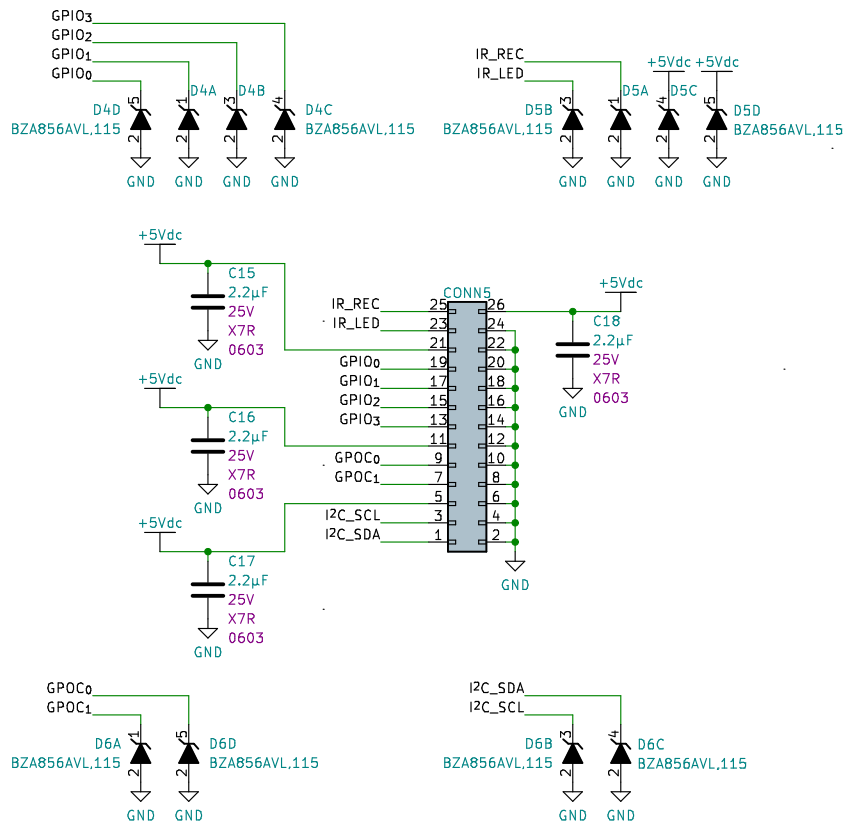 GPIO3
GPIO2
GPIO1
GPIO0
D4D
BZA856AVL,115
5
2
GND
D4A
1
2
GND
D4B
3
2
GND
D4C
BZA856AVL,115
4
2
GND
IR_REC
IR_LED
D5B
BZA856AVL,115
3
2
GND
D5A
1
2
GND
+5Vdc
D5C
4
2
GND
+5Vdc
D5D
BZA856AVL,115
5
2
GND
+5Vdc
C15
2.2µF
25V
X7R
0603
GND
+5Vdc
C16
2.2µF
25V
X7R
0603
GND
+5Vdc
C17
2.2µF
25V
X7R
0603
GND
CONN5
IR_REC 25 26
IR_LED 23 24
21 22
GPIO0 19 20
GPIO1 17 18
GPIO2 15 16
GPIO3 13 14
11 12
GPOC0 9 10
GPOC1 7 8
5 6
I²C_SCL 3 4
I²C_SDA 1 2
GND
+5Vdc
C18
2.2µF
25V
X7R
0603
GND
GPOC0
GPOC1
D6A
BZA856AVL,115
1
2
GND
D6D
BZA856AVL,115
5
2
GND
I²C_SDA
I²C_SCL
D6B
BZA856AVL,115
3
2
GND
D6C
BZA856AVL,115
4
2
GND